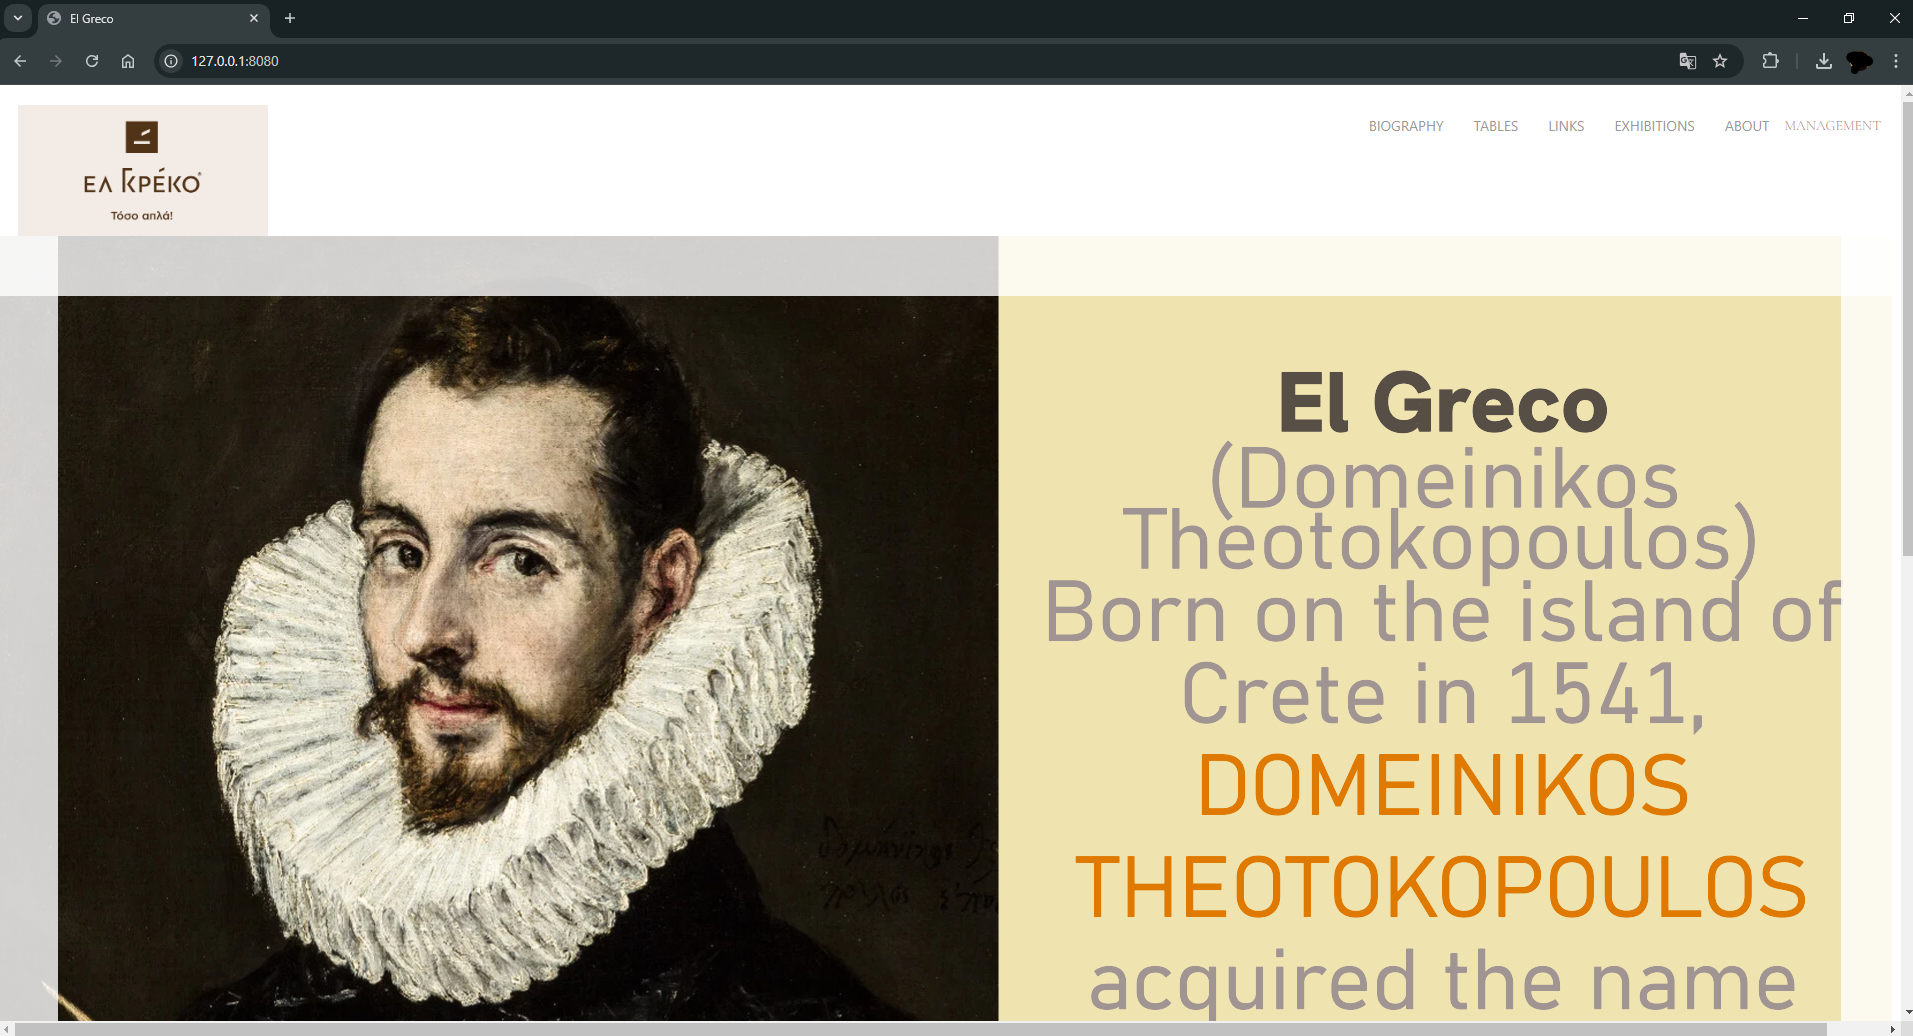 El Greco
127.0.0.1:8080
ΕΛ ΓΚΡΈΚΟ®
Τόσο απλά!
BIOGRAPHY TABLES LINKS EXHIBITIONS ABOUT MANAGEMENT
El Greco
(Domeinikos
Theotokopoulos)
Born on the island of
Crete in 1541,
DOMEINIKOS
THEOTOKOPOULOS
acquired the name